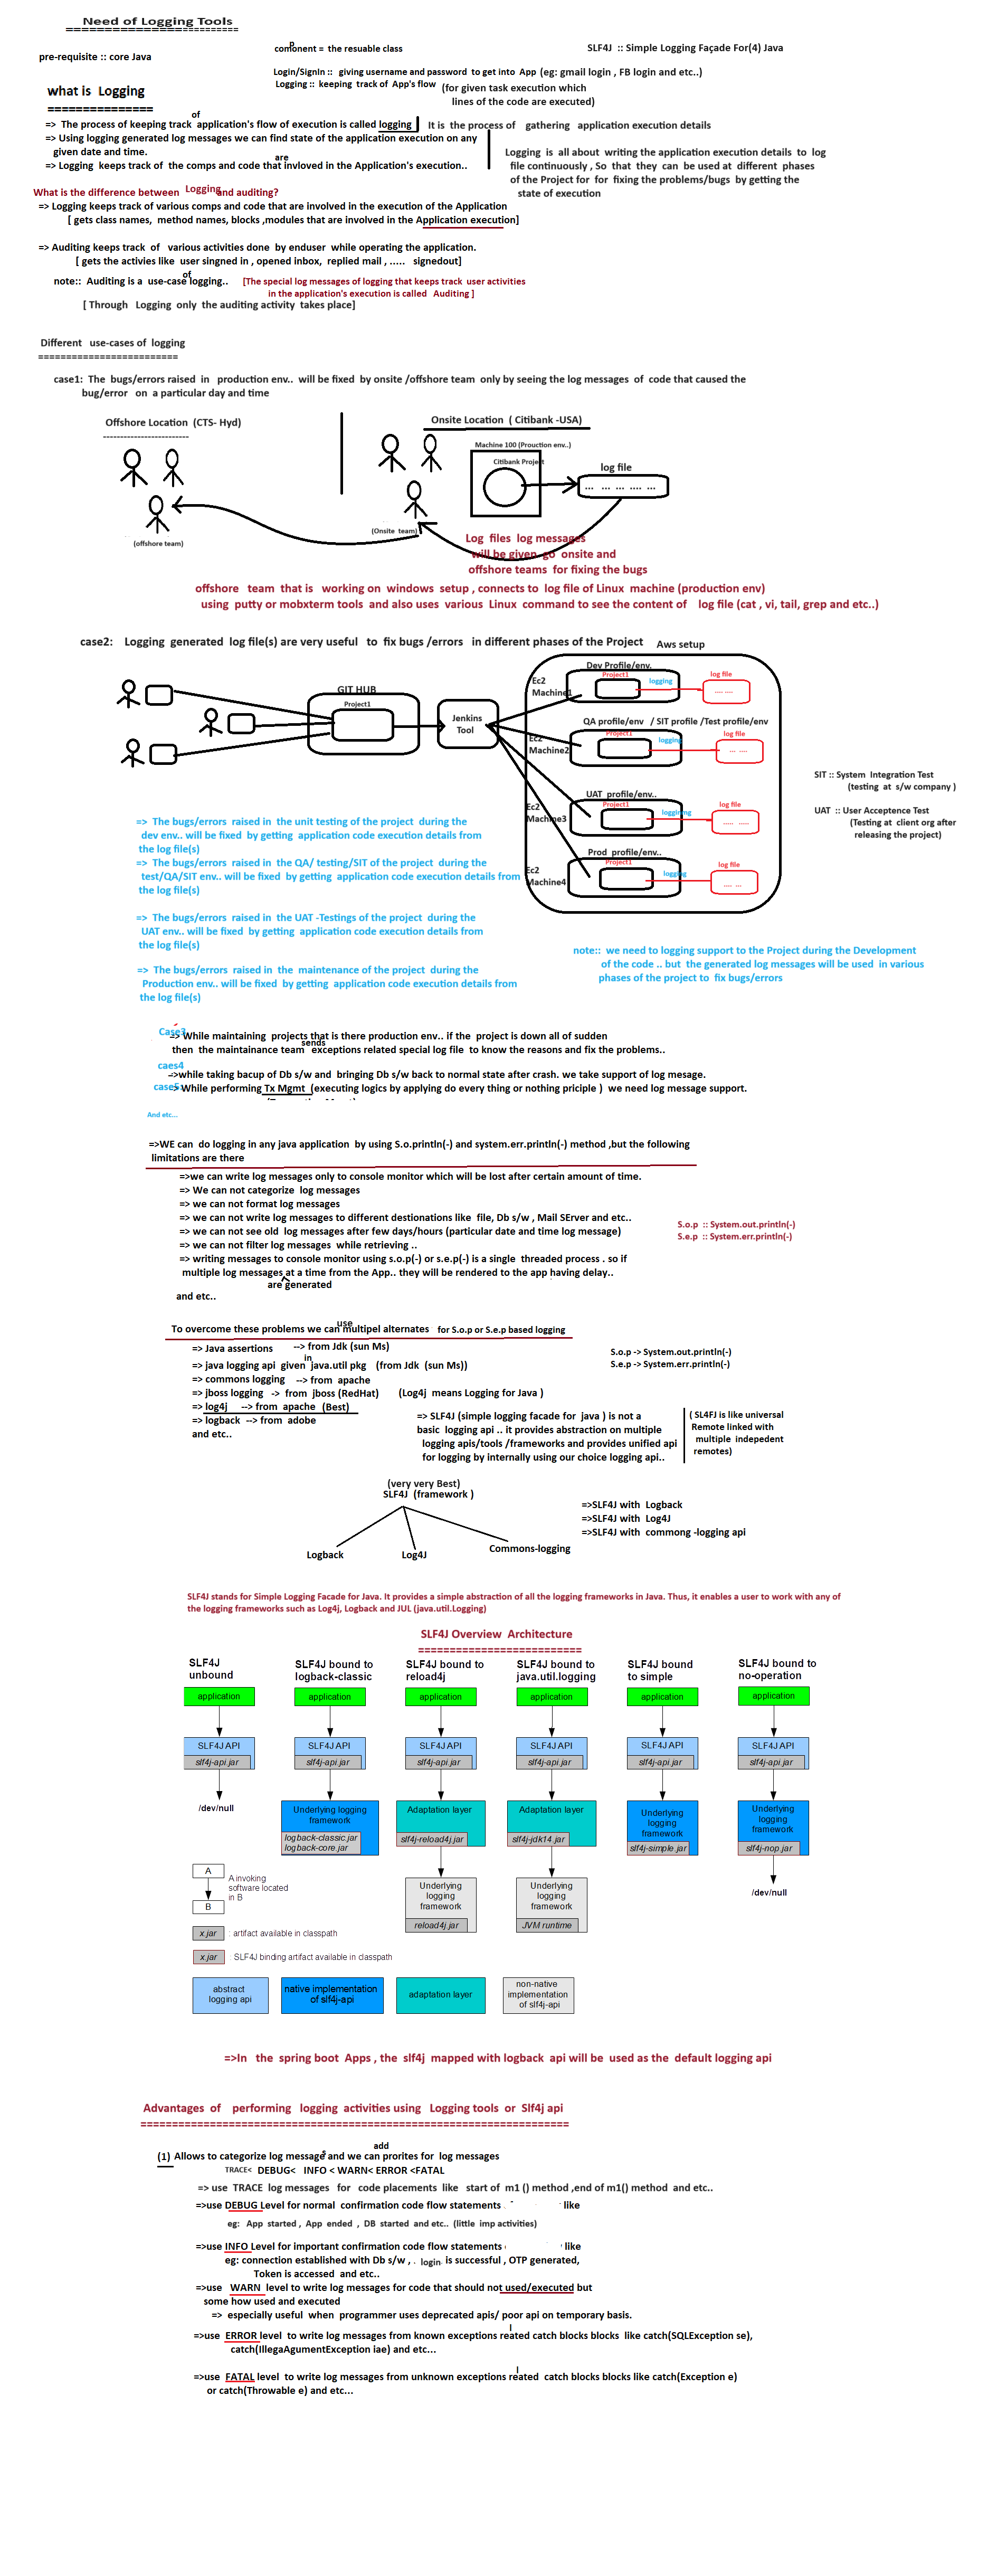 Need of Logging Tools
==========================
pre-requisite :: core Java
p
comonent = the resuable class
SLF4J :: Simple Logging Façade For(4) Java
Login/SignIn :: giving username and password to get into App (eg: gmail login , FB login and etc..)
Logging :: keeping track of App's flow (for given task execution which
lines of the code are executed)
what is Logging
===============
of
=> The process of keeping track application's flow of execution is called logging
It is the process of gathering application execution details
=> Using logging generated log messages we can find state of the application execution on any
given date and time.
are
=> Logging keeps track of the comps and code that invloved in the Application's execution..
Logging is all about writing the application execution details to log
file continuously , So that they can be used at different phases
of the Project for for fixing the problems/bugs by getting the
state of execution
What is the difference between Logging and auditing?
=> Logging keeps track of various comps and code that are involved in the execution of the Application
[ gets class names, method names, blocks ,modules that are involved in the Application execution]
=> Auditing keeps track of various activities done by enduser while operating the application.
[ gets the activies like user singned in , opened inbox, replied mail , ..... signedout]
of
note:: Auditing is a use-case logging.. [The special log messages of logging that keeps track user activities
in the application's execution is called Auditing ]
[ Through Logging only the auditing activity takes place]
Different use-cases of logging
=========================
case1: The bugs/errors raised in production env.. will be fixed by onsite /offshore team only by seeing the log messages of code that caused the
bug/error on a particular day and time
Offshore Location (CTS- Hyd)
-------------------------
Onsite Location ( Citibank -USA)
Machine 100 (Prouction env..)
Citibank Project
log file
... ... ... .... ...
(Onsite team)
(offshore team)
Log files log messages
will be given go onsite and
offshore teams for fixing the bugs
offshore team that is working on windows setup , connects to log file of Linux machine (production env)
using putty or mobxterm tools and also uses various Linux command to see the content of log file (cat , vi, tail, grep and etc..)
case2: Logging generated log file(s) are very useful to fix bugs /errors in different phases of the Project
Aws setup
Dev Profile/env.
Ec2
Machine1
Project1
logging
log file
.... ....
GIT HUB
Project1
Jenkins
Tool
QA profile/env / SIT profile /Test profile/env
Ec2
Machine2
Project1
logging
log file
... ....
SIT :: System Integration Test
(testing at s/w company )
UAT :: User Acceptance Test
(Testing at client org after
releasing the project)
UAT profile/env..
Ec2
Machine3
Project1
loggining
log file
..... .....
Prod profile/env..
Ec2
Machine4
Project1
logging
log file
.... ...
=> The bugs/errors raised in the unit testing of the project during the
dev env.. will be fixed by getting application code execution details from
the log file(s)
=> The bugs/errors raised in the QA/ testing/SIT of the project during the
test/QA/SIT env.. will be fixed by getting application code execution details from
the log file(s)
=> The bugs/errors raised in the UAT -Testings of the project during the
UAT env.. will be fixed by getting application code execution details from
the log file(s)
=> The bugs/errors raised in the maintenance of the project during the
Production env.. will be fixed by getting application code execution details from
the log file(s)
note:: we need to logging support to the Project during the Development
of the code .. but the generated log messages will be used in various
phases of the project to fix bugs/errors
Case3
=> While maintaining projects that is there production env.. if the project is down all of sudden
sends
then the maintainance team exceptions related special log file to know the reasons and fix the problems..
caes4
=>while taking bacup of Db s/w and bringing Db s/w back to normal state after crash. we take support of log mesage.
case5
=> While performing Tx Mgmt (executing logics by applying do every thing or nothing priciple ) we need log message support.
And etc...
=>WE can do logging in any java application by using S.o.println(-) and system.err.println(-) method ,but the following
limitations are there
=>we can write log messages only to console monitor which will be lost after certain amount of time.
=> We can not categorize log messages
=> we can not format log messages
=> we can not write log messages to different destionations like file, Db s/w , Mail SErver and etc..
=> we can not see old log messages after few days/hours (particular date and time log message)
=> we can not filter log messages while retrieving ..
=> writing messages to console monitor using s.o.p(-) or s.e.p(-) is a single threaded process . so if
multiple log messages at a time from the App.. they will be rendered to the app having delay..
are generated
and etc..
S.o.p :: System.out.println(-)
S.e.p :: System.err.println(-)
use
To overcome these problems we can multipel alternates for S.o.p or S.e.p based logging
=> Java assertions --> from Jdk (sun Ms)
in
=> java logging api given java.util pkg (from Jdk (sun Ms))
=> commons logging --> from apache
=> jboss logging -> from jboss (RedHat) (Log4j means Logging for Java )
=> log4j --> from apache (Best)
=> logback --> from adobe
and etc..
S.o.p -> System.out.println(-)
S.e.p -> System.err.println(-)
=> SLF4J (simple logging facade for java ) is not a
basic logging api .. it provides abstraction on multiple
logging apis/tools /frameworks and provides unified api
for logging by internally using our choice logging api..
( SL4FJ is like universal
Remote linked with
multiple indepedent
remotes)
(very very Best)
SLF4J (framework )
Logback
Log4J
Commons-logging
=>SLF4J with Logback
=>SLF4J with Log4J
=>SLF4J with commong -logging api
SLF4J stands for Simple Logging Facade for Java. It provides a simple abstraction of all the logging frameworks in Java. Thus, it enables a user to work with any of
the logging frameworks such as Log4j, Logback and JUL (java.util.Logging)
SLF4J Overview Architecture
==========================
SLF4J
unbound
SLF4J bound to
logback-classic
SLF4J bound to
reload4j
SLF4J bound to
java.util.logging
SLF4J bound
to simple
SLF4J bound to
no-operation
application
application
application
application
application
application
SLF4J API
slf4j-api.jar
SLF4J API
slf4j-api.jar
SLF4J API
slf4j-api.jar
SLF4J API
slf4j-api.jar
SLF4J API
slf4j-api.jar
SLF4J API
slf4j-api.jar
/dev/null
Underlying logging
framework
logback-classic.jar
logback-core.jar
Adaptation layer
slf4j-reload4j.jar
Adaptation layer
slf4j-jdk14.jar
Underlying
logging
framework
slf4j-simple.jar
Underlying
logging
framework
slf4j-nop.jar
A
B
A invoking
software located
in B
Underlying
logging
framework
reload4j.jar
Underlying
logging
framework
JVM runtime
/dev/null
x.jar : artifact available in classpath
x.jar SLF4J binding artifact available in classpath
abstract
logging api
native implementation
of slf4j-api
adaptation layer
non-native
implementation
of slf4j-api
=>In the spring boot Apps , the slf4j mapped with logback api will be used as the default logging api
Advantages of performing logging activities using Logging tools or Slf4j api
====================================================================
add
(1) Allows to categorize log messages and we can prorites for log messages
TRACE< DEBUG< INFO < WARN< ERROR <FATAL
=> use TRACE log messages for code placements like start of m1 () method ,end of m1() method and etc..
=>use DEBUG Level for normal confirmation code flow statements like
eg: App started , App ended , DB started and etc.. (little imp activities)
=>use INFO Level for important confirmation code flow statements like
eg: connection established with Db s/w , . login. is successful , OTP generated,
Token is accessed and etc..
=>use WARN level to write log messages for code that should not used/executed but
some how used and executed
=> especially useful when programmer uses deprecated apis/ poor api on temporary basis.
l
=>use ERROR level to write log messages from known exceptions reated catch blocks blocks like catch(SQLException se),
catch(IllegaAgumentException iae) and etc...
l
=>use FATAL level to write log messages from unknown exceptions reated catch blocks blocks like catch(Exception e)
or catch(Throwable e) and etc...